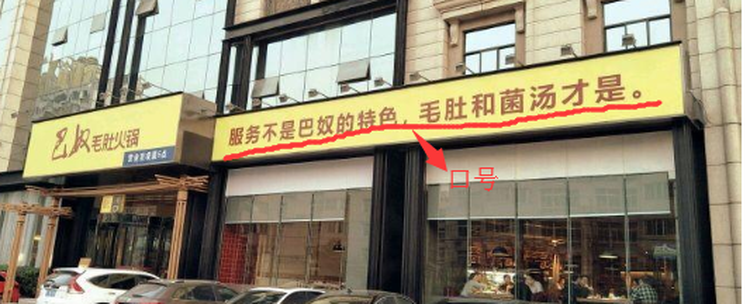 巴奴毛肚火锅
服务不是巴奴的特色，毛肚和菌汤才是。
口号